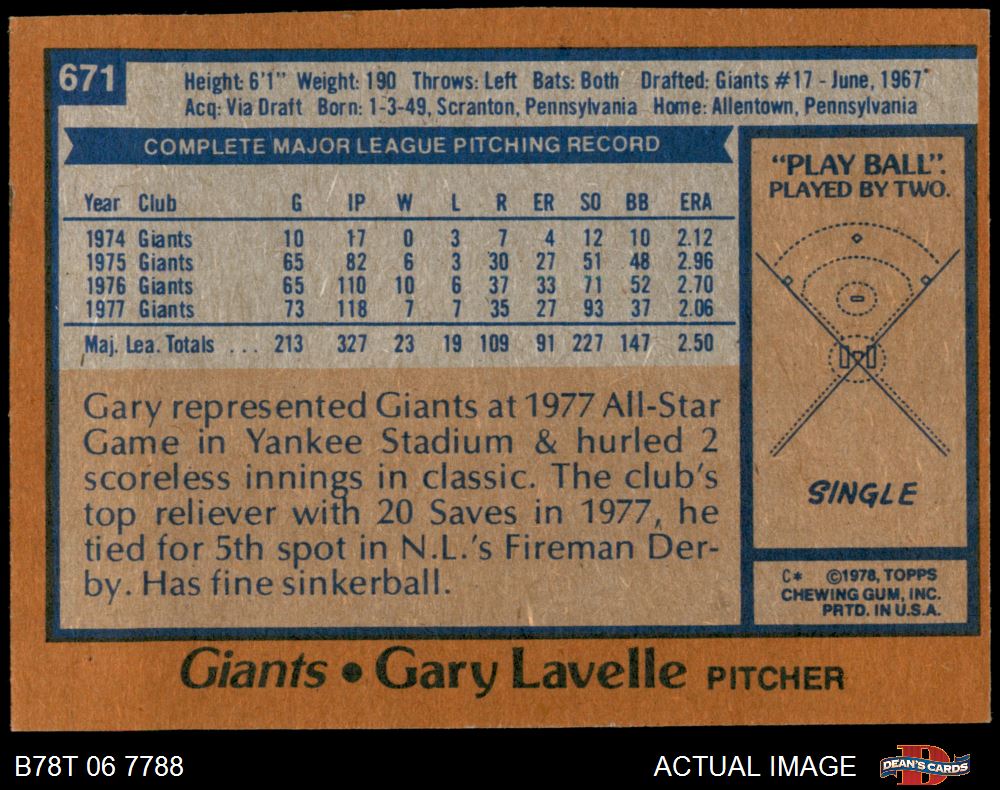 671
Height: 6'1" Weight: 190 Throws: Left Bats: Both Drafted: Giants #17 - June, 1967
Acq: Via Draft Born: 1-3-49, Scranton, Pennsylvania Home: Allentown, Pennsylvania
COMPLETE MAJOR LEAGUE PITCHING RECORD
Year Club G IP W L R ER SO BB ERA
1974 Giants 10 17 0 3 7 4 12 10 2.12
1975 Giants 65 82 6 3 30 27 51 48 2.96
1976 Giants 65 110 10 6 37 33 71 52 2.70
1977 Giants 73 118 7 7 35 27 93 37 2.06
Maj. Lea. Totals ... 213 327 23 19 109 91 227 147 2.50
Gary represented Giants at 1977 All-Star
Game in Yankee Stadium & hurled 2
scoreless innings in classic. The club's
top reliever with 20 Saves in 1977, he
tied for 5th spot in N.L.'s Fireman Der-
by. Has fine sinkerball.
"PLAY BALL".
PLAYED BY TWO.
SINGLE
C* ©1978, TOPPS
CHEWING GUM, INC.
PRTD. IN U.S.A.
Giants • Gary Lavelle PITCHER
B78T 06 7788
ACTUAL IMAGE
D
DEAN'S CARDS